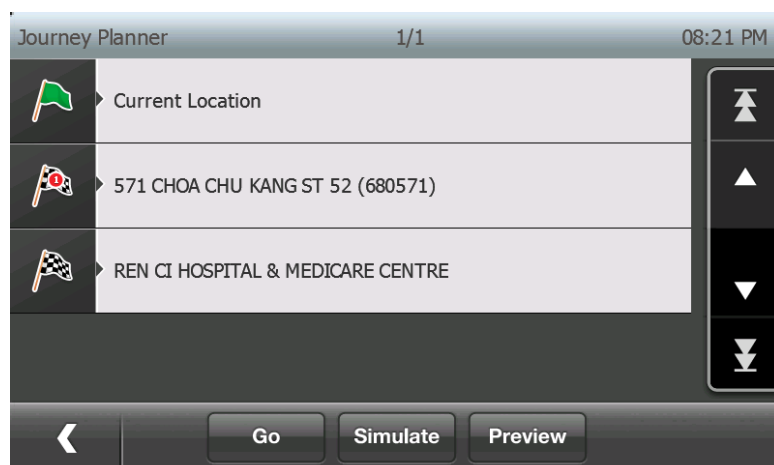 Journey Planner 1/1 08:21 PM
Current Location
1
571 CHOA CHU KANG ST 52 (680571)
REN CI HOSPITAL & MEDICARE CENTRE
Go Simulate Preview